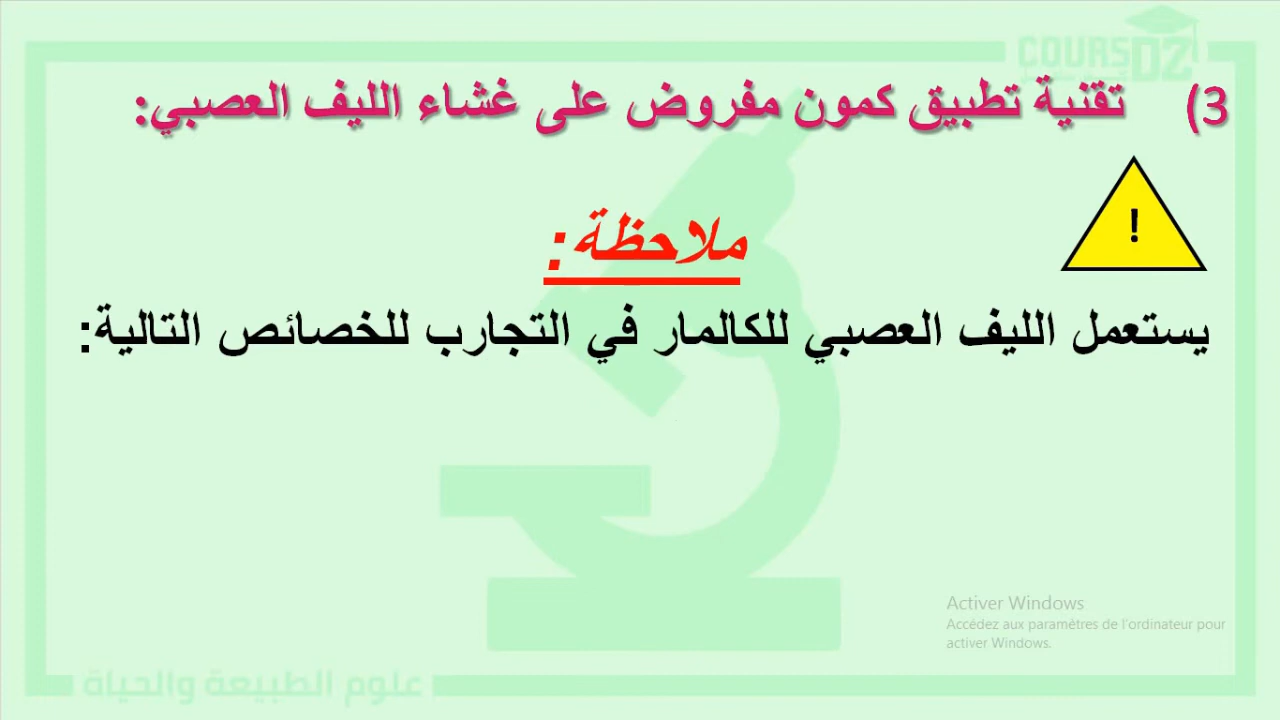 COURSDZ
3) تقنية تطبيق كمون مفروض على غشاء الليف العصبي:
!
ملاحظة:
يستعمل الليف العصبي للكالمار في التجارب للخصائص التالية:
Activer Windows
Accédez aux paramètres de l'ordinateur pour
activer Windows.
علوم الطبيعة والحياة